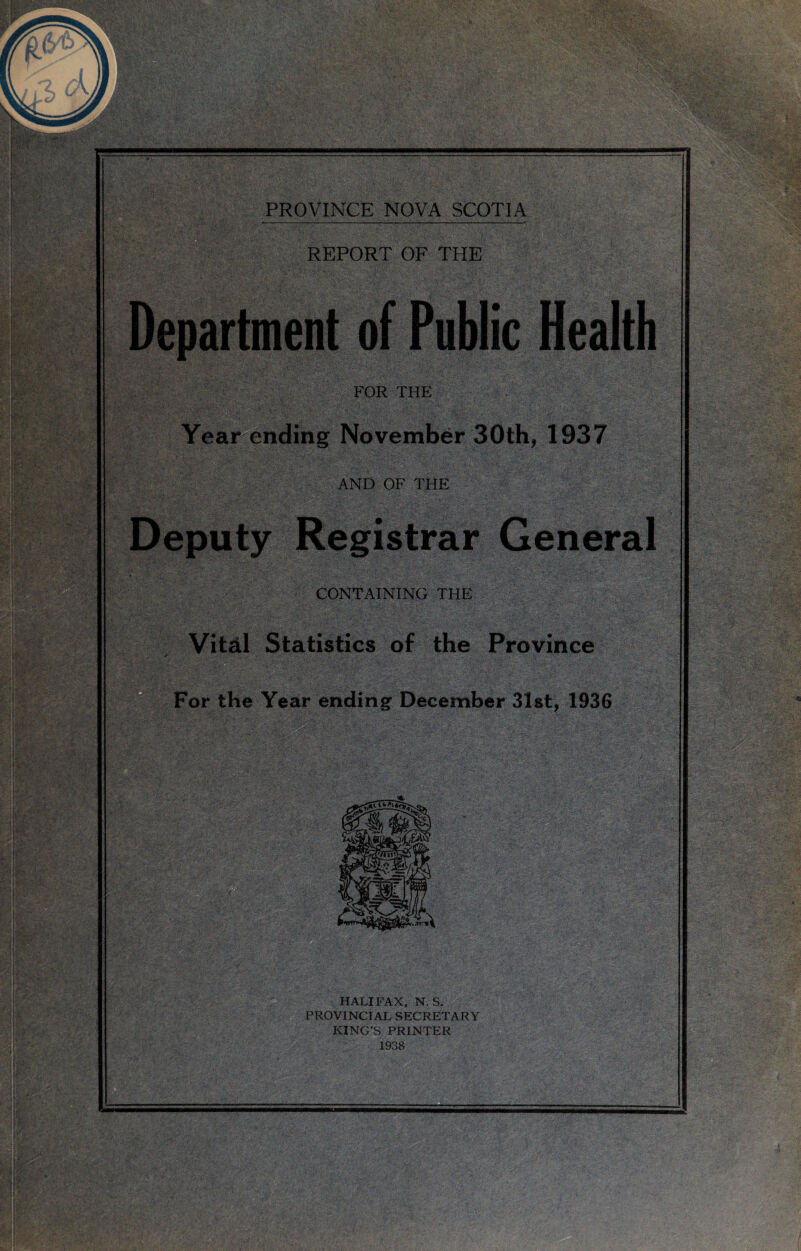 PROVINCE NOVA SCOTIA
REPORT OF THE
Department of Public Health
FOR THE
Year ending November 30th, 1937
AND OF THE
Deputy Registrar General
CONTAINING THE
Vital Statistics of the Province
For the Year ending December 31st, 1936
HALIFAX, N. S.
PROVINCIAL SECRETARY
KING'S PRINTER
1938